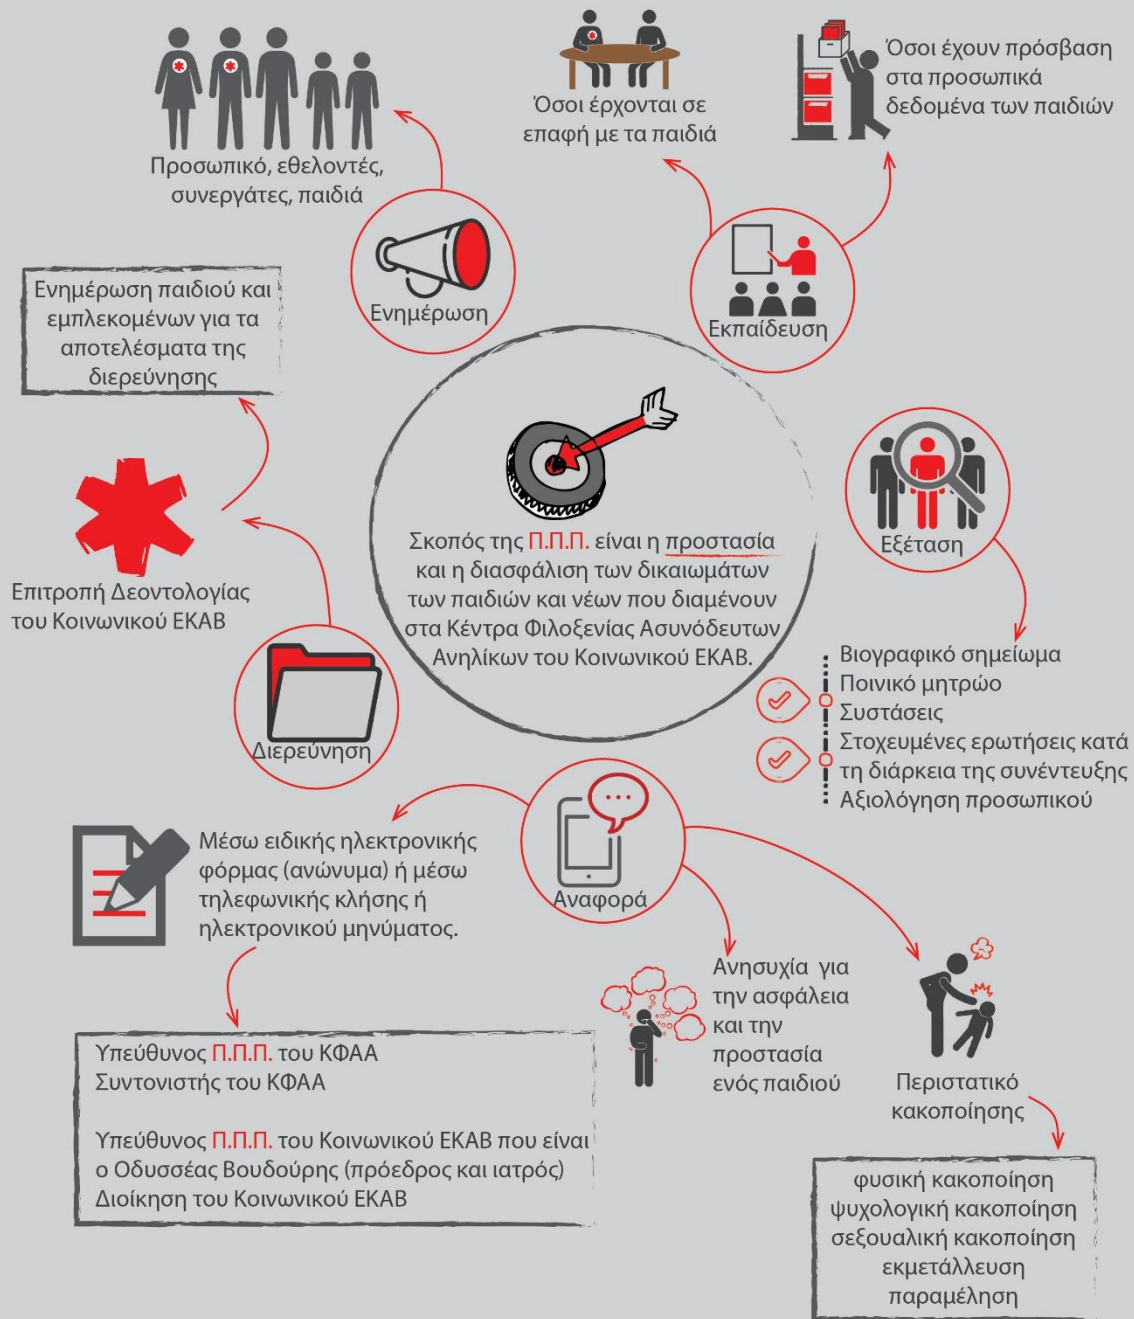 Προσωπικό, εθελοντές,
συνεργάτες, παιδιά
Όσοι έρχονται σε
επαφή με τα παιδιά
Όσοι έχουν πρόσβαση
στα προσωπικά
δεδομένα των παιδιών
Ενημέρωση
Εκπαίδευση
Ενημέρωση παιδιού και
εμπλεκομένων για τα
αποτελέσματα της
διερεύνησης
Εξέταση
Σκοπός της Π.Π.Π. είναι η προστασία
και η διασφάλιση των δικαιωμάτων
των παιδιών και νέων που διαμένουν
στα Κέντρα Φιλοξενίας Ασυνόδευτων
Ανηλίκων του Κοινωνικού ΕΚΑΒ.
Επιτροπή Δεοντολογίας
του Κοινωνικού ΕΚΑΒ
Διερεύνηση
Βιογραφικό σημείωμα
Ποινικό μητρώο
Συστάσεις
Στοχευμένες ερωτήσεις κατά
τη διάρκεια της συνέντευξης
Αξιολόγηση προσωπικού
Αναφορά
Μέσω ειδικής ηλεκτρονικής
φόρμας (ανώνυμα) ή μέσω
τηλεφωνικής κλήσης ή
ηλεκτρονικού μηνύματος.
Ανησυχία για
την ασφάλεια
και την
προστασία
ενός παιδιού
Περιστατικό
κακοποίησης
Υπεύθυνος Π.Π.Π. του ΚΦΑΑ
Συντονιστής του ΚΦΑΑ
Υπεύθυνος Π.Π.Π. του Κοινωνικού ΕΚΑΒ που είναι
ο Οδυσσέας Βουδούρης (πρόεδρος και ιατρός)
Διοίκηση του Κοινωνικού ΕΚΑΒ
φυσική κακοποίηση
ψυχολογική κακοποίηση
σεξουαλική κακοποίηση
εκμετάλλευση
παραμέληση